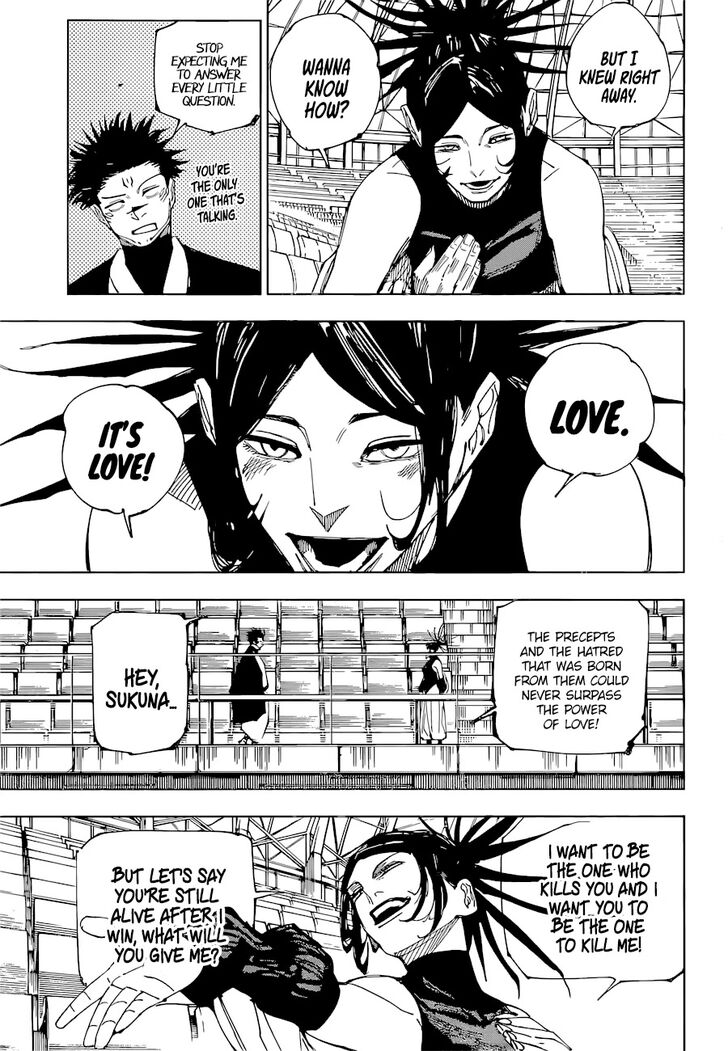 BUT I
KNEW RIGHT
AWAY.
WANNA
KNOW
HOW?
STOP
EXPECTING ME
TO ANSWER
EVERY LITTLE
QUESTION.
YOU'RE
THE ONLY
ONE THAT'S
TALKING.
LOVE.
IT'S
LOVE!
THE PRECEPTS
AND THE HATRED
THAT WAS BORN
FROM THEM COULD
NEVER SURPASS
THE POWER
OF LOVE!
HEY,
SUKUNA...
I WANT TO BE
THE ONE WHO
KILLS YOU AND I
WANT YOU TO
BE THE ONE
TO KILL ME!
BUT LET'S SAY
YOU'RE STILL
ALIVE AFTER I
WIN, WHAT WILL
YOU GIVE ME?